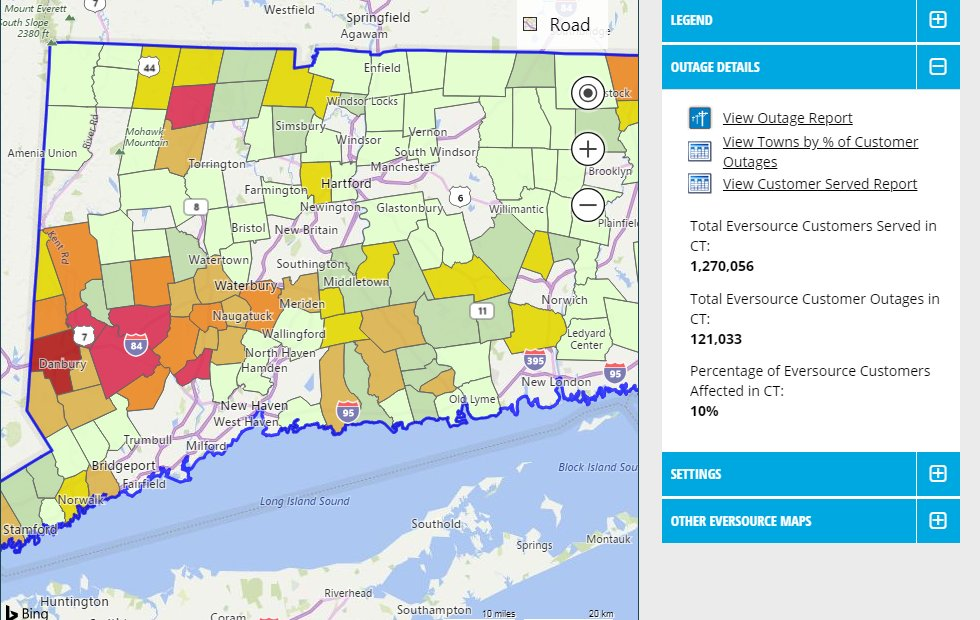 Mount Everett
South Slope
2380 ft
7
Westfield
Springfield
Agawam
84
Road
44
Enfield
Windsor Locks
stock
River Rd
Mohawk
Mountain
Simsbury
Windsor
Vernon
South Windsor
Amenia Union
Torrington
Manchester
Brooklyn
Farmington
Hartford
8
Newington
Glastonbury
6
Willimantic
Plainfield
Bristol
New Britain
Kent Rd
Watertown
Southington
Waterbury
Middletown
Norwich
Meriden
Naugatuck
11
7
84
Wallingford
Ledyard
Center
North Haven
Danbury
Hamden
395
95
New London
Old Lyme
New Haven
95
West Haven
Trumbull
Milford
Bridgeport
Fairfield
Block Island Sou
Norwalk
Long Island Sound
Stamford
Southold
Springs
Montauk
Riverhead
Huntington
Southampton
Coram
Bing
10 miles
20 km
LEGEND
OUTAGE DETAILS
View Outage Report
View Towns by % of Customer
Outages
View Customer Served Report
Total Eversource Customers Served in
CT:
1,270,056
Total Eversource Customer Outages in
CT:
121,033
Percentage of Eversource Customers
Affected in CT:
10%
SETTINGS
OTHER EVERSOURCE MAPS